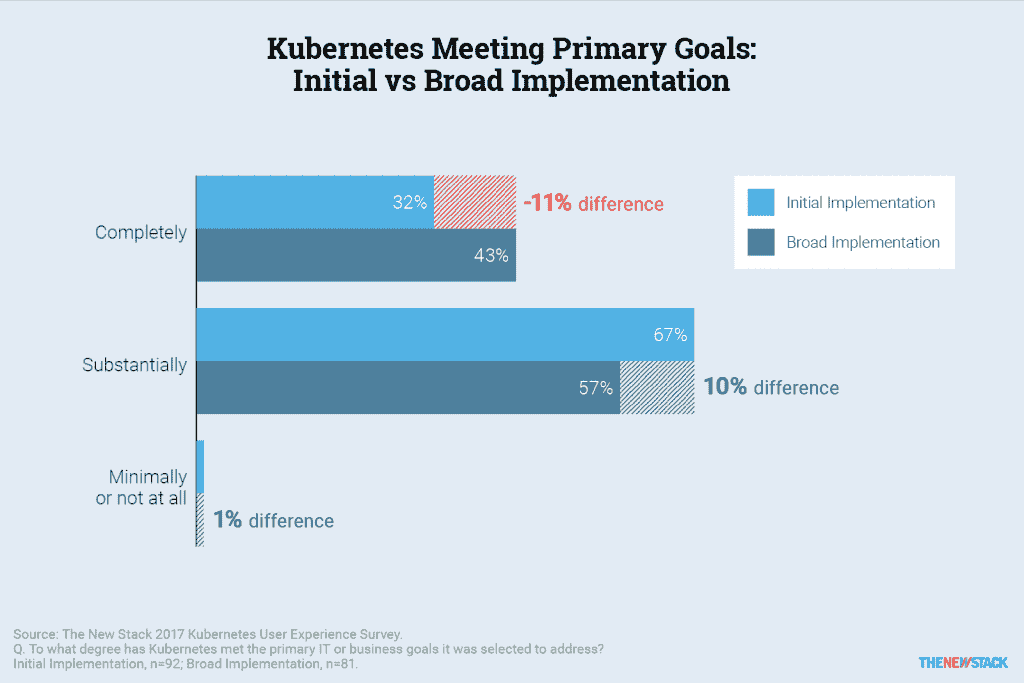 Kubernetes Meeting Primary Goals:
Initial vs Broad Implementation
Completely
32%
-11% difference
43%
Initial Implementation
Broad Implementation
Substantially
67%
57%
10% difference
Minimally
or not at all
1% difference
Source: The New Stack 2017 Kubernetes User Experience Survey.
Q. To what degree has Kubernetes met the primary IT or business goals it was selected to address?
Initial Implementation, n=92; Broad Implementation, n=81.
THENEWSTACK